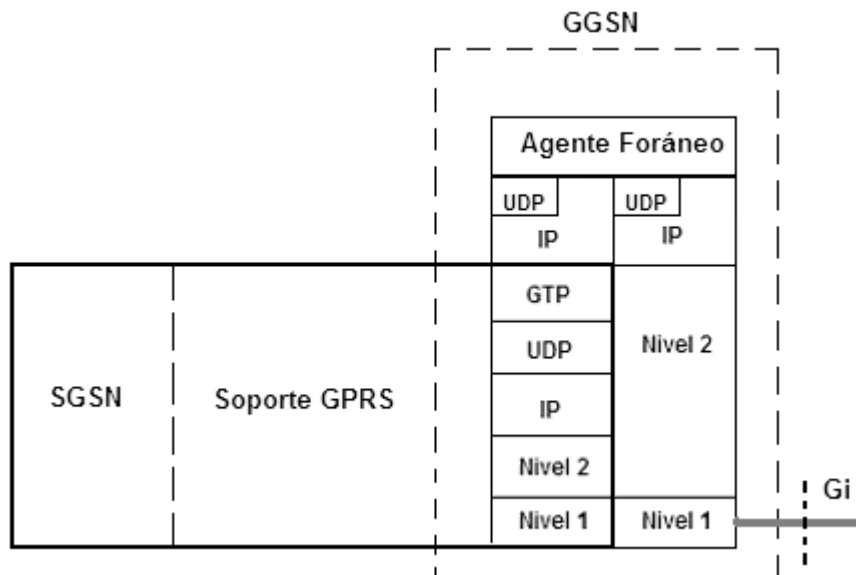 GGSN
Agente Foráneo
UDP
UDP
IP
IP
GTP
UDP
Nivel 2
SGSN
Soporte GPRS
IP
Nivel 2
Gi
Nivel 1
Nivel 1